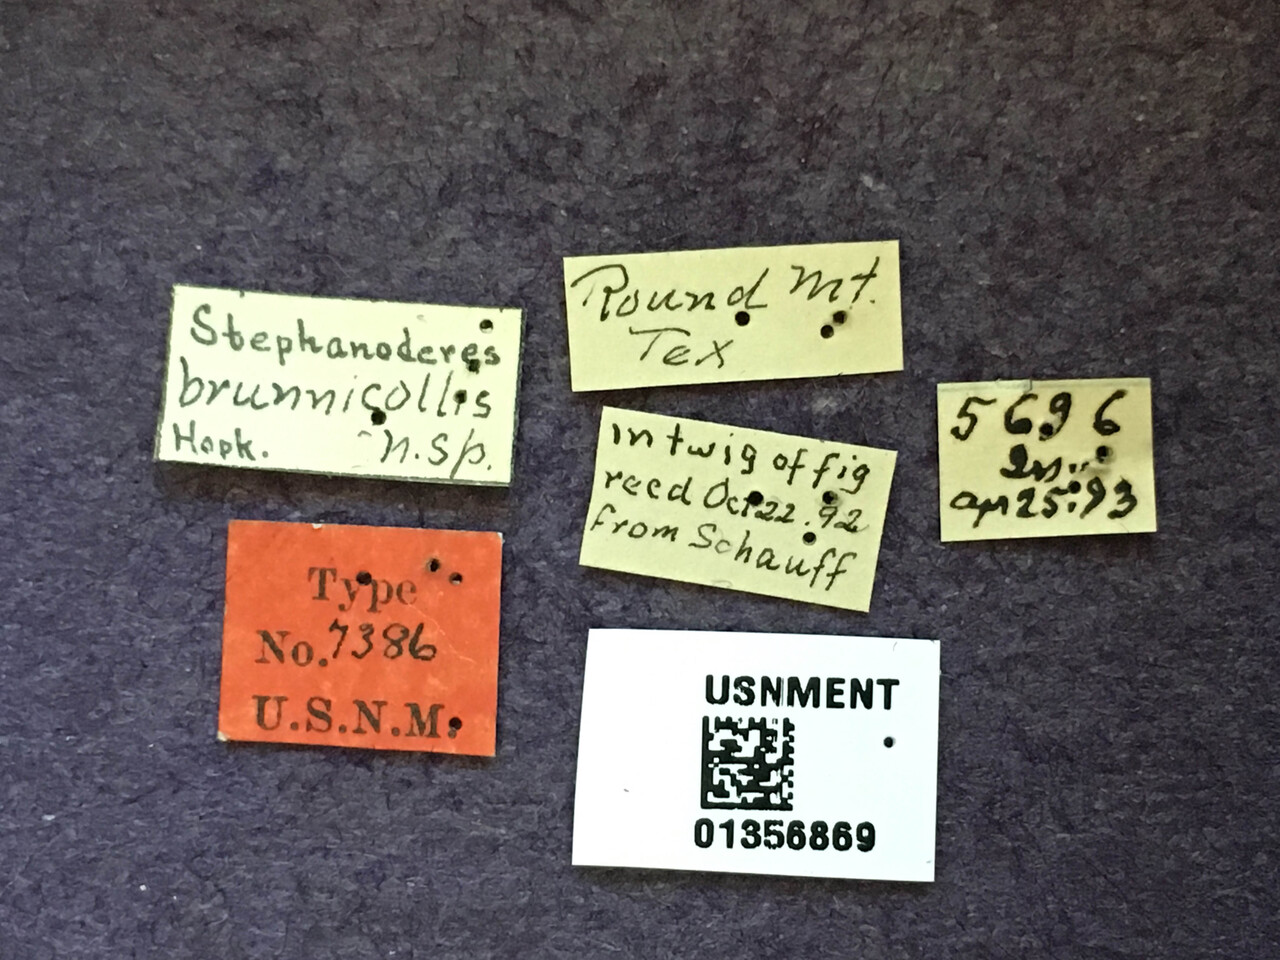 Stephanoderes
brunnicollis
Hopk. n.sp.
Type
No. 7386
U.S.N.M.
Round Mt.
Tex
in twig of fig
recd Oct 22.92
from Schauff
USNMENT
01356869
5696
apr 25.93